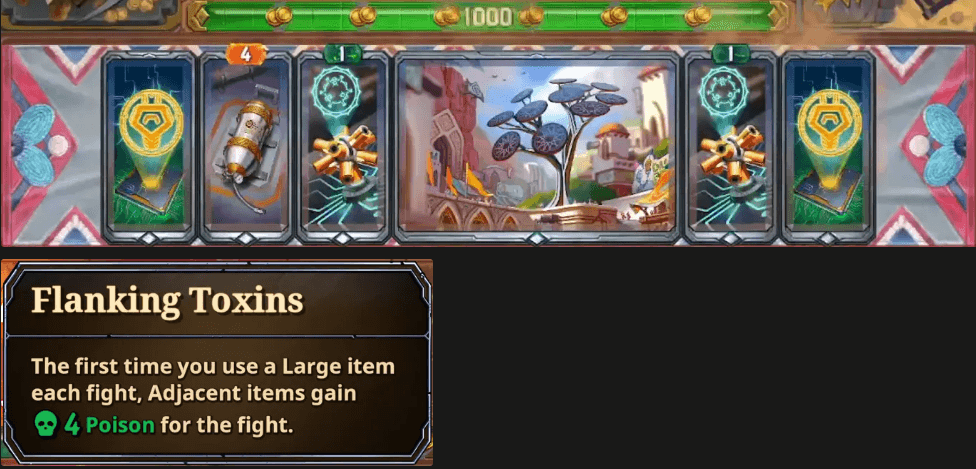 1000
4
1
1
Flanking Toxins
The first time you use a Large item
each fight, Adjacent items gain
4 Poison for the fight.